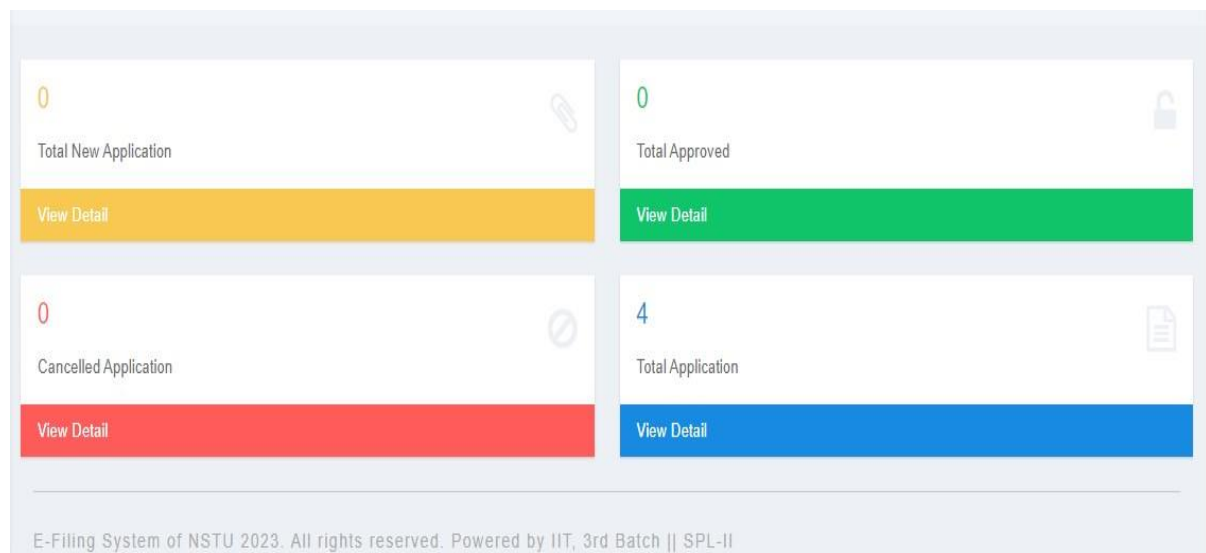 0
Total New Application
View Detail
0
Total Approved
View Detail
0
Cancelled Application
View Detail
4
Total Application
View Detail
E-Filing System of NSTU 2023. All rights reserved. Powered by IIT, 3rd Batch || SPL-II